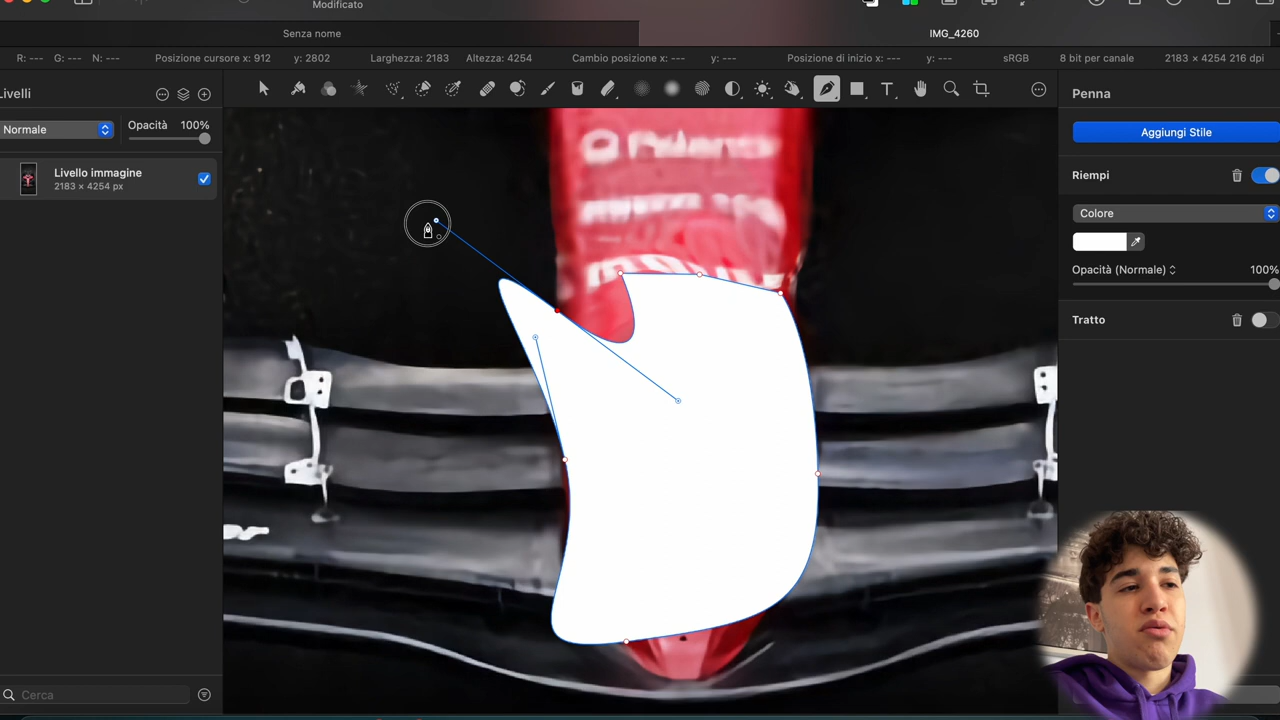 Modificato
Senza nome
IMG_4260
R: --- G: --- N: --- Posizione cursore x: 912 y: 2802 Larghezza: 2183 Altezza: 4254 Cambio posizione x: --- y: --- Posizione di inizio x: --- y: --- sRGB 8 bit per canale 2183 × 4254 216 dpi
Livelli
Normale
Opacità 100%
Livello immagine
2183 × 4254 px
Cerca
Penna
Aggiungi Stile
Riempi
Colore
Opacità (Normale) 100%
Tratto